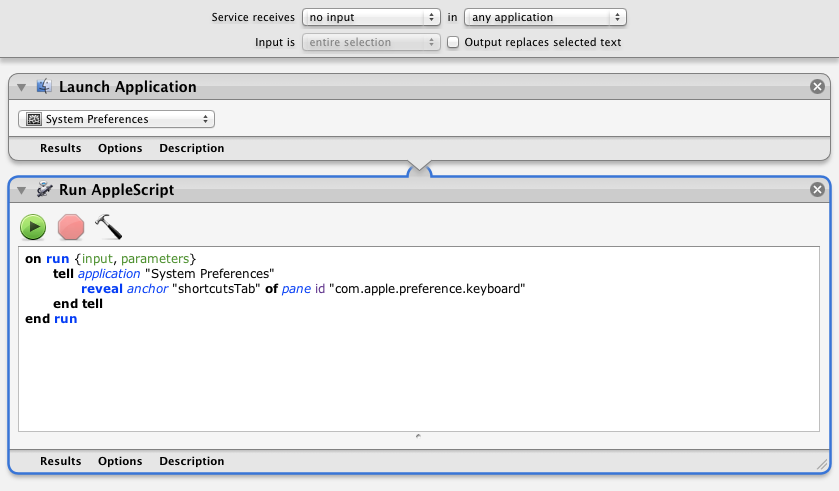 Service receives no input in any application
Input is entire selection Output replaces selected text
Launch Application
System Preferences
Results Options Description
Run AppleScript
on run {input, parameters}
tell application "System Preferences"
reveal anchor "shortcutsTab" of pane id "com.apple.preference.keyboard"
end tell
end run
Results Options Description